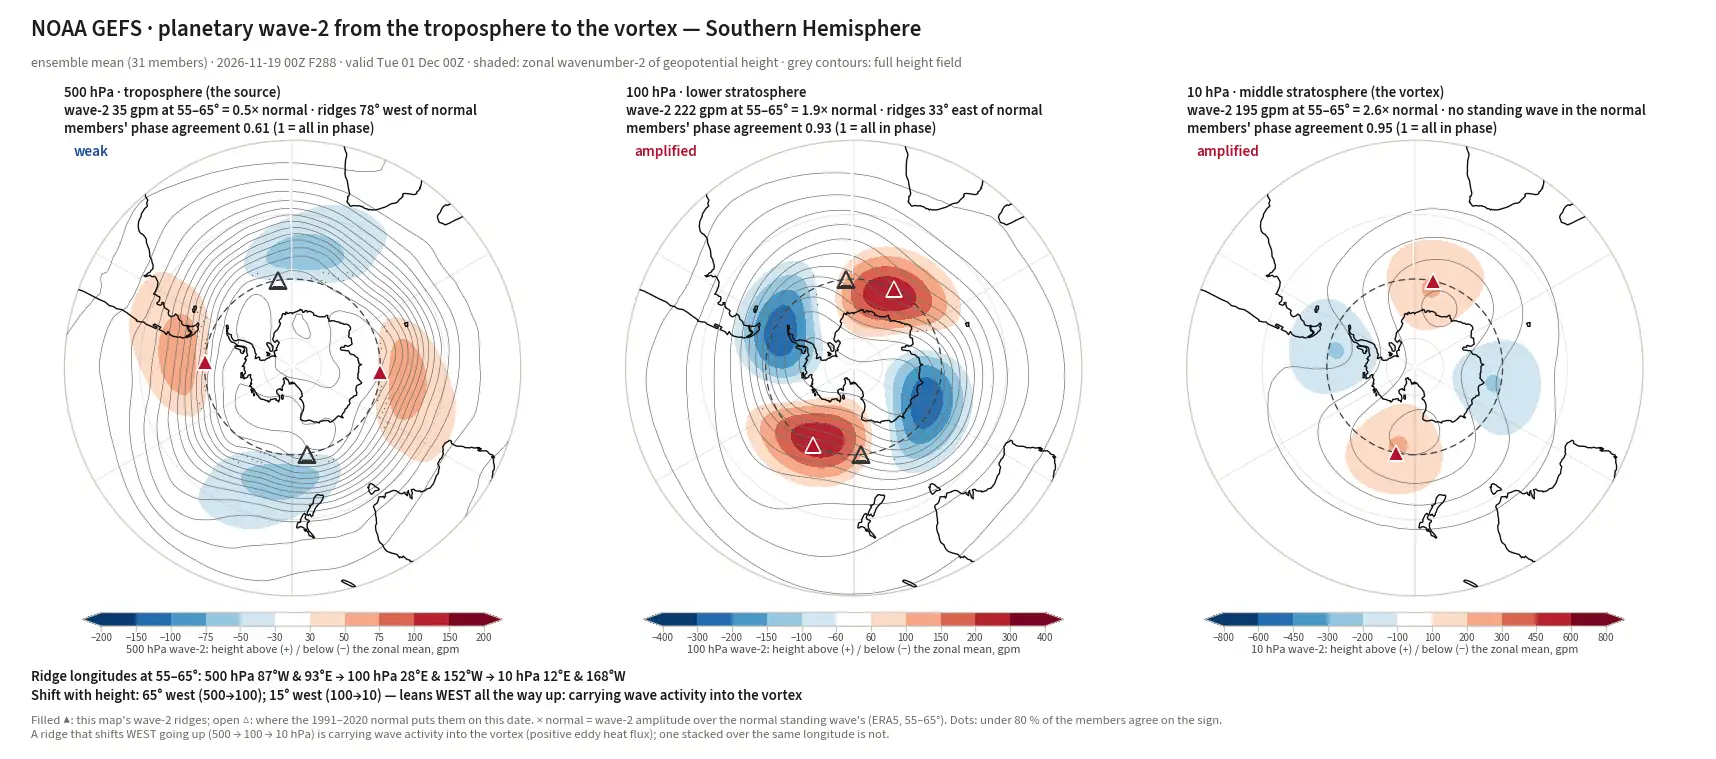 NOAA GEFS · planetary wave-2 from the troposphere to the vortex — Southern Hemisphere
ensemble mean (31 members) · 2026-11-19 00Z F288 · valid Tue 01 Dec 00Z · shaded: zonal wavenumber-2 of geopotential height · grey contours: full height field
500 hPa · troposphere (the source)
wave-2 35 gpm at 55–65° = 0.5× normal · ridges 78° west of normal
members' phase agreement 0.61 (1 = all in phase)
weak
100 hPa · lower stratosphere
wave-2 222 gpm at 55–65° = 1.9× normal · ridges 33° east of normal
members' phase agreement 0.93 (1 = all in phase)
amplified
10 hPa · middle stratosphere (the vortex)
wave-2 195 gpm at 55–65° = 2.6× normal · no standing wave in the normal
members' phase agreement 0.95 (1 = all in phase)
amplified
−200 −150 −100 −75 −50 −30 30 50 75 100 150 200
500 hPa wave-2: height above (+) / below (−) the zonal mean, gpm
−400 −300 −200 −150 −100 −60 60 100 150 200 300 400
100 hPa wave-2: height above (+) / below (−) the zonal mean, gpm
−800 −600 −450 −300 −200 −100 100 200 300 450 600 800
10 hPa wave-2: height above (+) / below (−) the zonal mean, gpm
Ridge longitudes at 55–65°: 500 hPa 87°W & 93°E → 100 hPa 28°E & 152°W → 10 hPa 12°E & 168°W
Shift with height: 65° west (500→100); 15° west (100→10) — leans WEST all the way up: carrying wave activity into the vortex
Filled ▲: this map's wave-2 ridges; open △: where the 1991–2020 normal puts them on this date. × normal = wave-2 amplitude over the normal standing wave's (ERA5, 55–65°). Dots: under 80 % of the members agree on the sign.
A ridge that shifts WEST going up (500 → 100 → 10 hPa) is carrying wave activity into the vortex (positive eddy heat flux); one stacked over the same longitude is not.